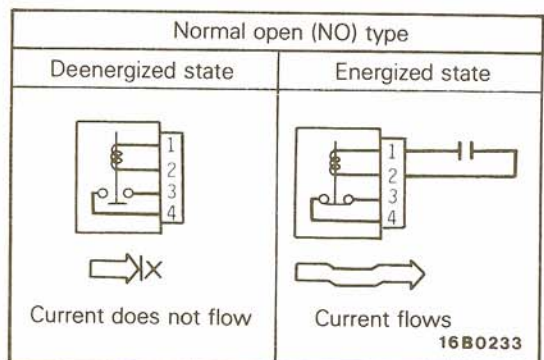 Normal open (NO) type
Deenergized state
Energized state
1
2
3
4
1
2
3
4
Current does not flow
Current flows
16B0233